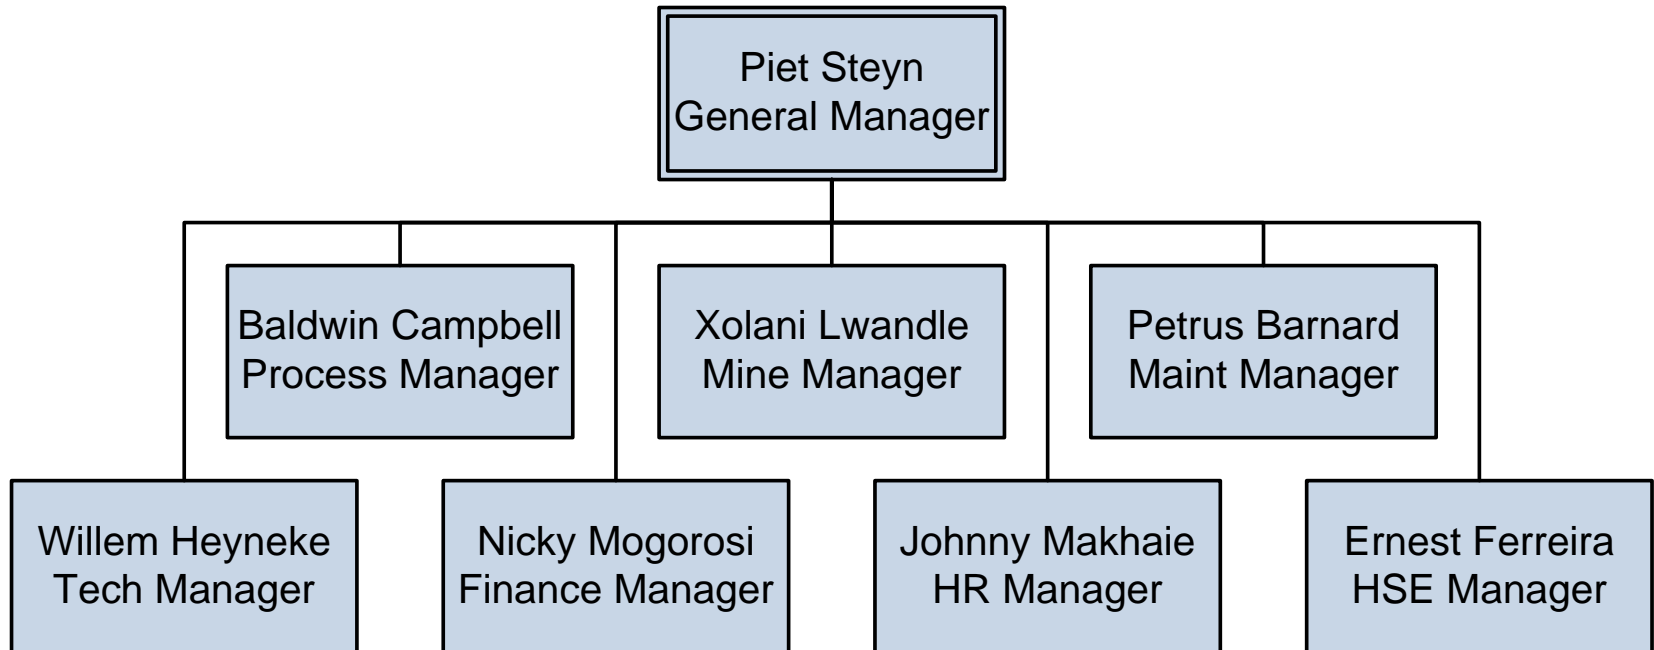 Piet Steyn
General Manager
Baldwin Campbell
Process Manager
Xolani Lwandle
Mine Manager
Petrus Barnard
Maint Manager
Willem Heyneke
Tech Manager
Nicky Mogorosi
Finance Manager
Johnny Makhaie
HR Manager
Ernest Ferreira
HSE Manager